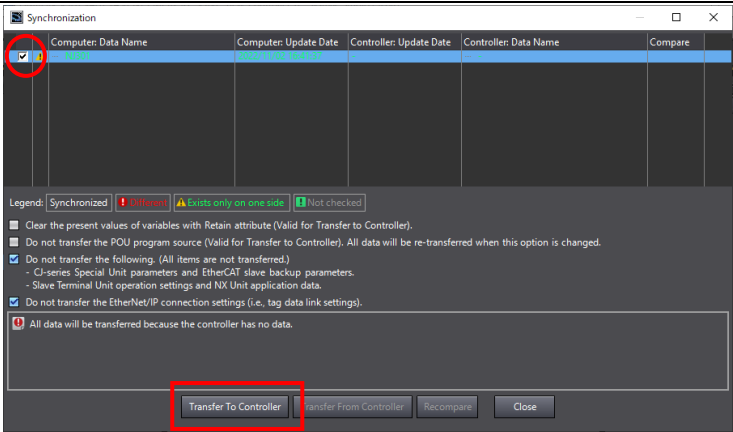 Synchronization
Computer: Data Name Computer: Update Date Controller: Update Date Controller: Data Name Compare
Legend: Synchronized Different Exists only on one side Not checked
Clear the present values of variables with Retain attribute (Valid for Transfer to Controller).
Do not transfer the POU program source (Valid for Transfer to Controller). All data will be re-transferred when this option is changed.
Do not transfer the following. (All items are not transferred.)
- CJ-series Special Unit parameters and EtherCAT slave backup parameters.
- Slave Terminal Unit operation settings and NX Unit application data.
Do not transfer the EtherNet/IP connection settings (i.e., tag data link settings).
All data will be transferred because the controller has no data.
Transfer To Controller Transfer From Controller Recompare Close